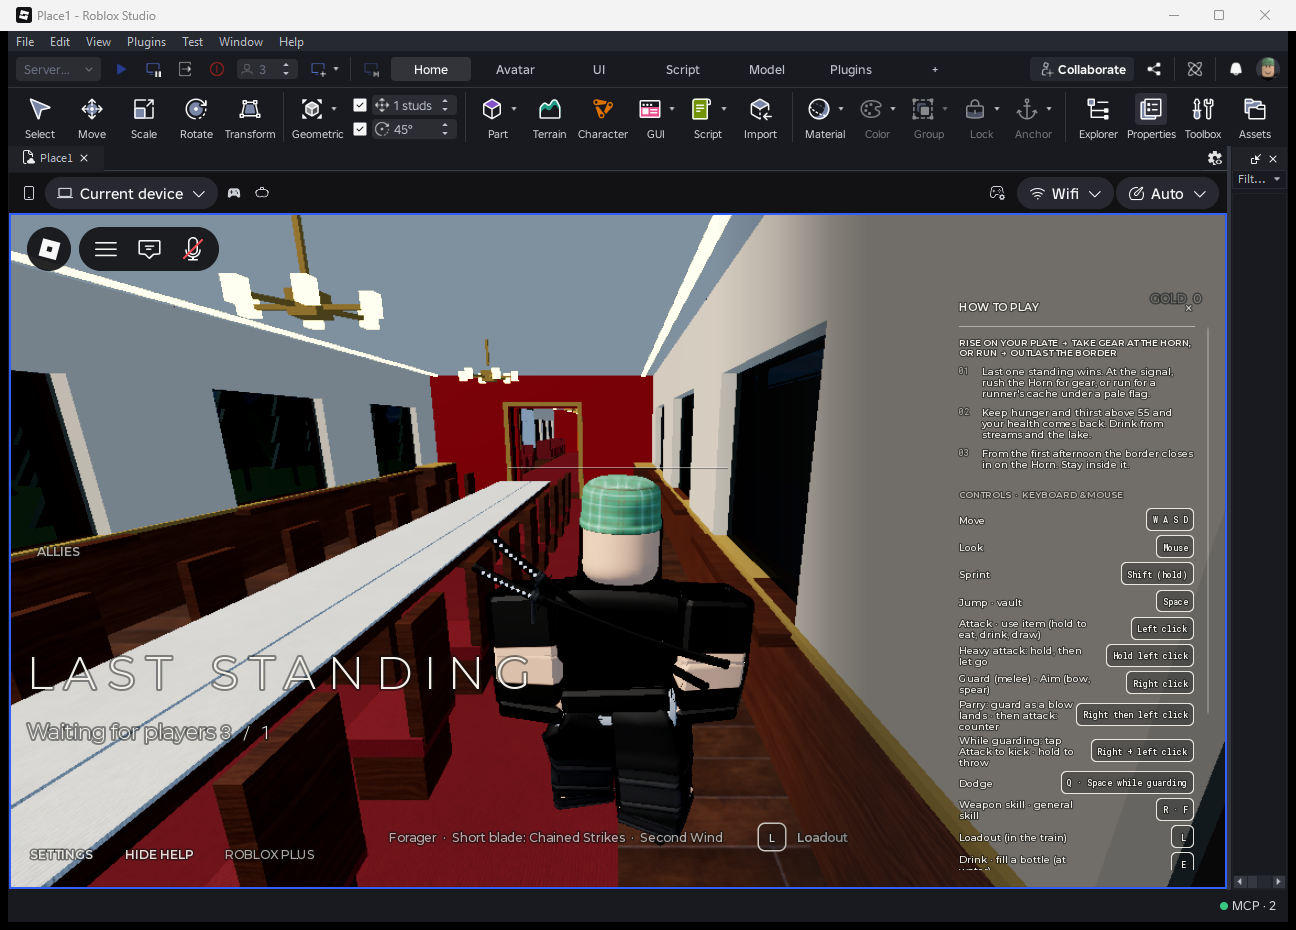 Place1 - Roblox Studio
File Edit View Plugins Test Window Help
Server... 3 Home Avatar UI Script Model Plugins + Collaborate
1 studs
45°
Select Move Scale Rotate Transform Geometric Part Terrain Character GUI Script Import Material Color Group Lock Anchor Explorer Properties Toolbox Assets
Place1
Filt...
Current device Wifi Auto
GOLD 0
HOW TO PLAY
RISE ON YOUR PLATE → TAKE GEAR AT THE HORN,
OR RUN → OUTLAST THE BORDER
01 Last one standing wins. At the signal,
rush the Horn for gear, or run for a
runner's cache under a pale flag.
02 Keep hunger and thirst above 55 and
your health comes back. Drink from
streams and the lake.
03 From the first afternoon the border closes
in on the Horn. Stay inside it.
CONTROLS · KEYBOARD & MOUSE
Move W A S D
Look Mouse
Sprint Shift (hold)
Jump · vault Space
Attack · use item (hold to
eat, drink, draw) Left click
Heavy attack: hold, then
let go Hold left click
Guard (melee) · Aim (bow,
spear) Right click
Parry: guard as a blow
lands · then attack:
counter Right then left click
While guarding: tap
Attack to kick · hold to
throw Right + left click
Dodge Q · Space while guarding
Weapon skill · general
skill R · F
Loadout (in the train) L
Drink · fill a bottle (at
water) E
ALLIES
LAST STANDING
Waiting for players 3 / 1
Forager · Short blade: Chained Strikes · Second Wind L Loadout
SETTINGS HIDE HELP ROBLOX PLUS
MCP · 2